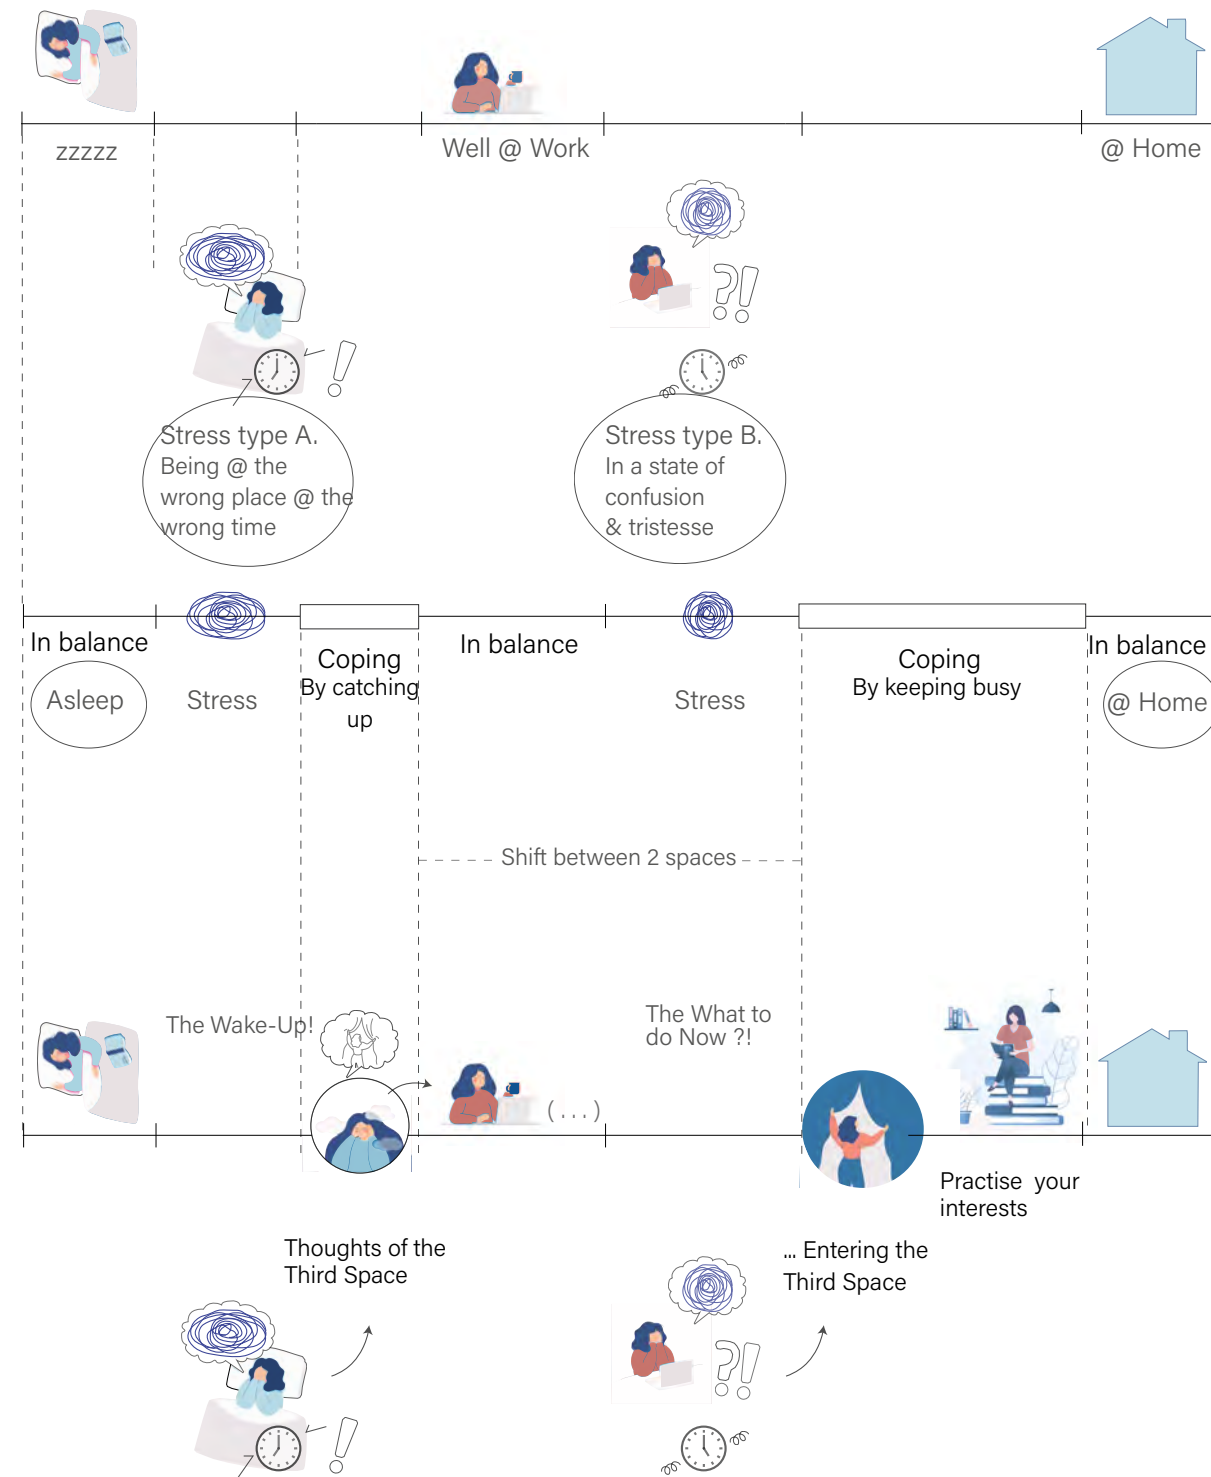 zzzzz
Well @ Work
@ Home
Stress type A.
Being @ the
wrong place @ the
wrong time
Stress type B.
In a state of
confusion
& tristesse
In balance
Asleep
Stress
Coping
By catching
up
In balance
Stress
Coping
By keeping busy
In balance
@ Home
Shift between 2 spaces
The Wake-Up!
(...)
The What to
do Now ?!
Practise your
interests
Thoughts of the
Third Space
... Entering the
Third Space